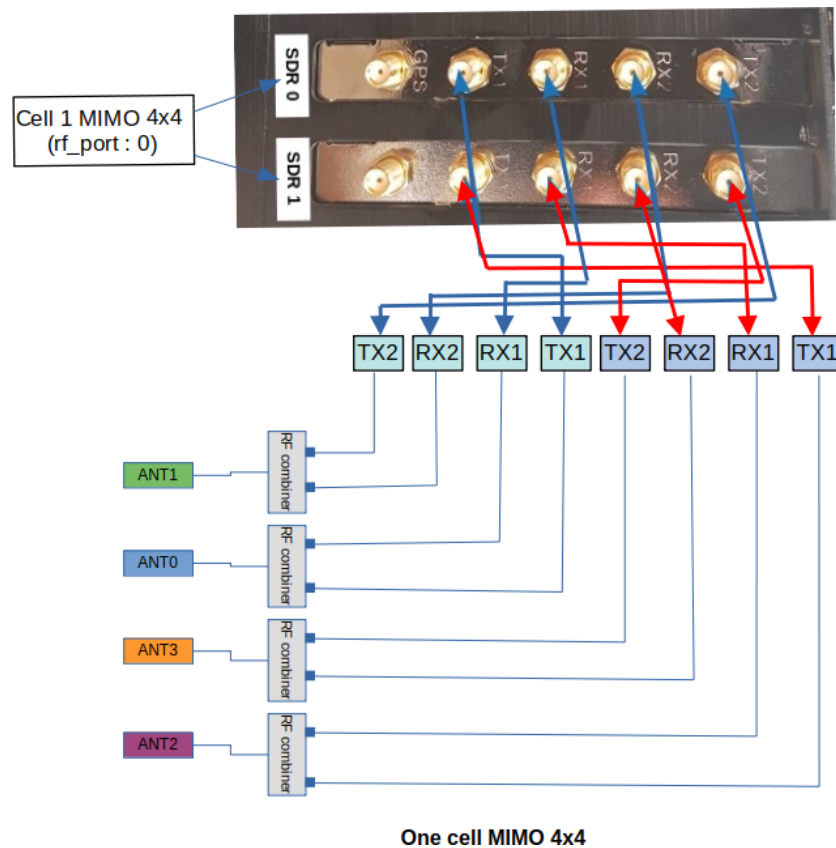 SDR 0
GPS
TX1
RX1
RX2
TX2
Cell 1 MIMO 4x4
(rf_port : 0)
SDR 1
RX2
TX2
TX2
RX2
RX1
TX1
TX2
RX2
RX1
TX1
RF combiner
ANT1
RF combiner
ANT0
RF combiner
ANT3
RF combiner
ANT2
One cell MIMO 4x4